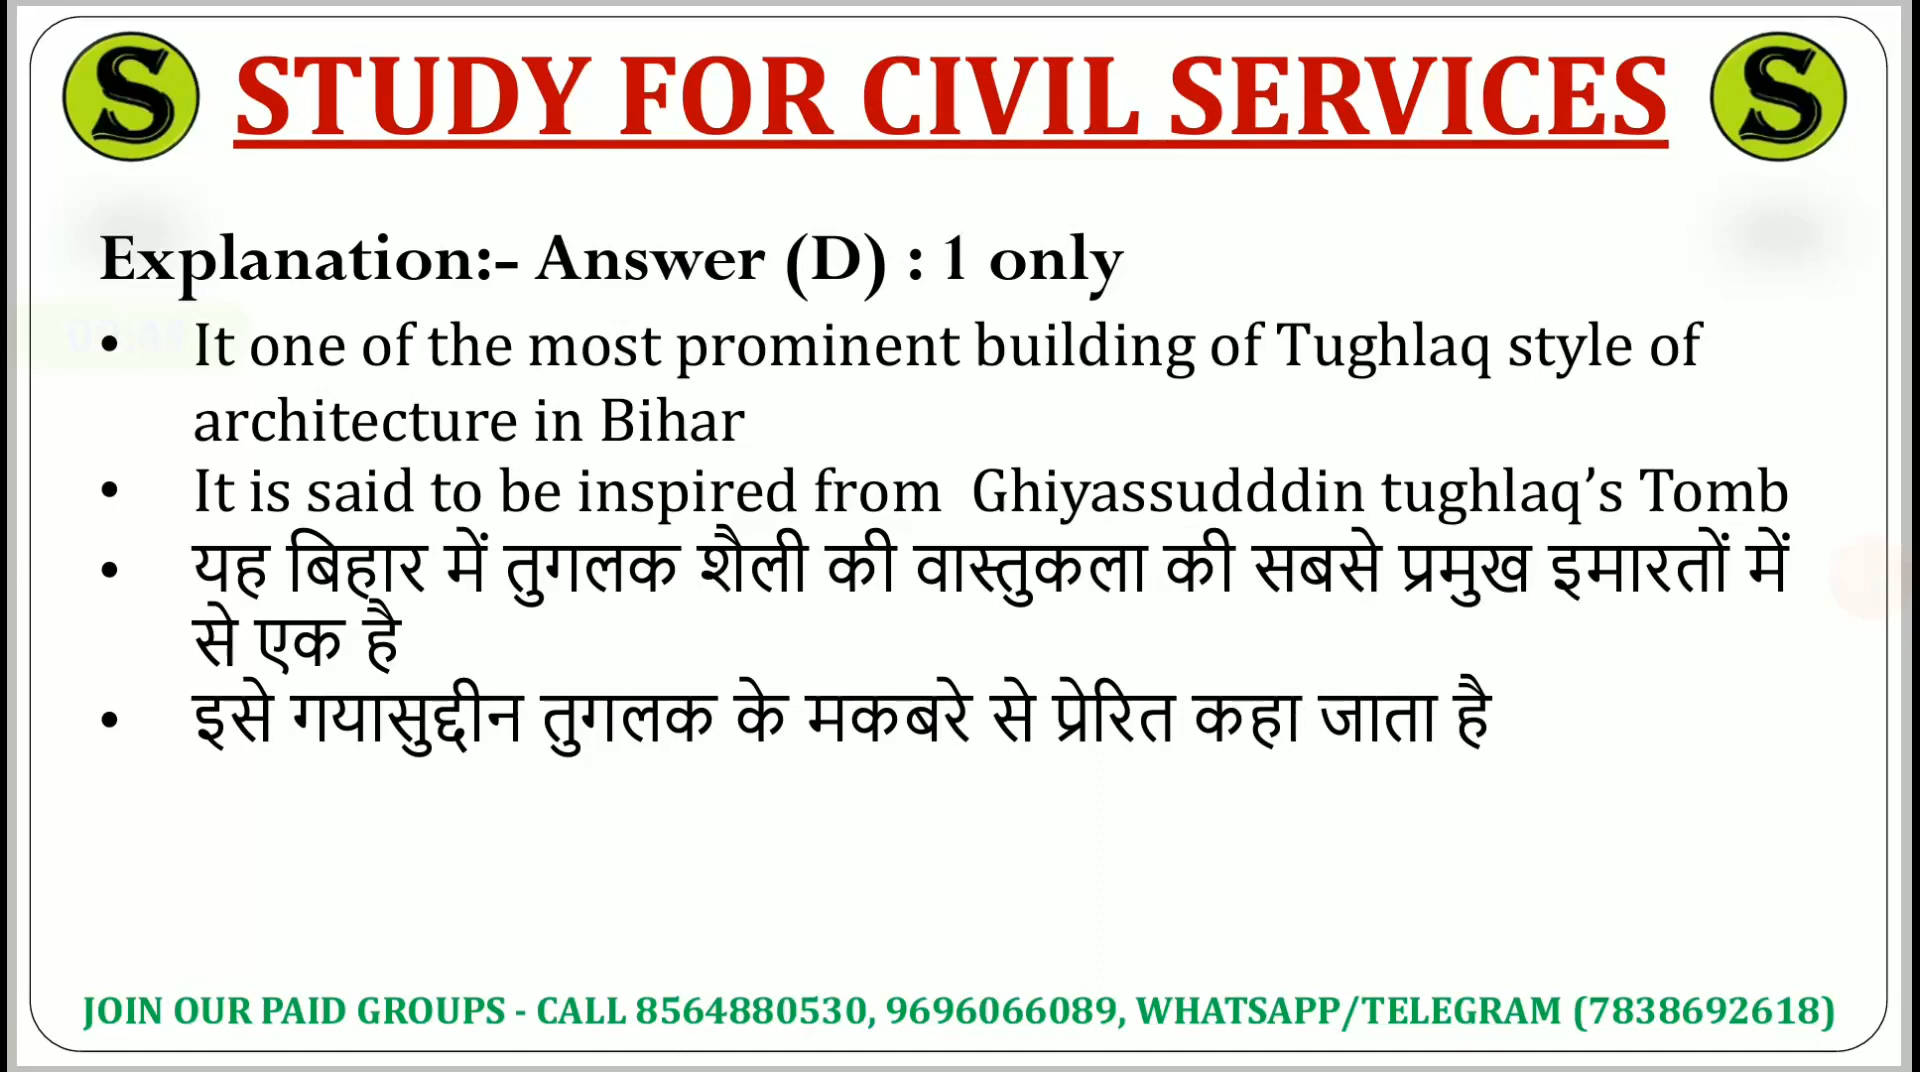 S STUDY FOR CIVIL SERVICES S
Explanation:- Answer (D) : 1 only
• It one of the most prominent building of Tughlaq style of
architecture in Bihar
• It is said to be inspired from Ghiyassudddin tughlaq’s Tomb
• यह बिहार में तुगलक शैली की वास्तुकला की सबसे प्रमुख इमारतों में
से एक है
• इसे गयासुद्दीन तुगलक के मकबरे से प्रेरित कहा जाता है
JOIN OUR PAID GROUPS - CALL 8564880530, 9696066089, WHATSAPP/TELEGRAM (7838692618)